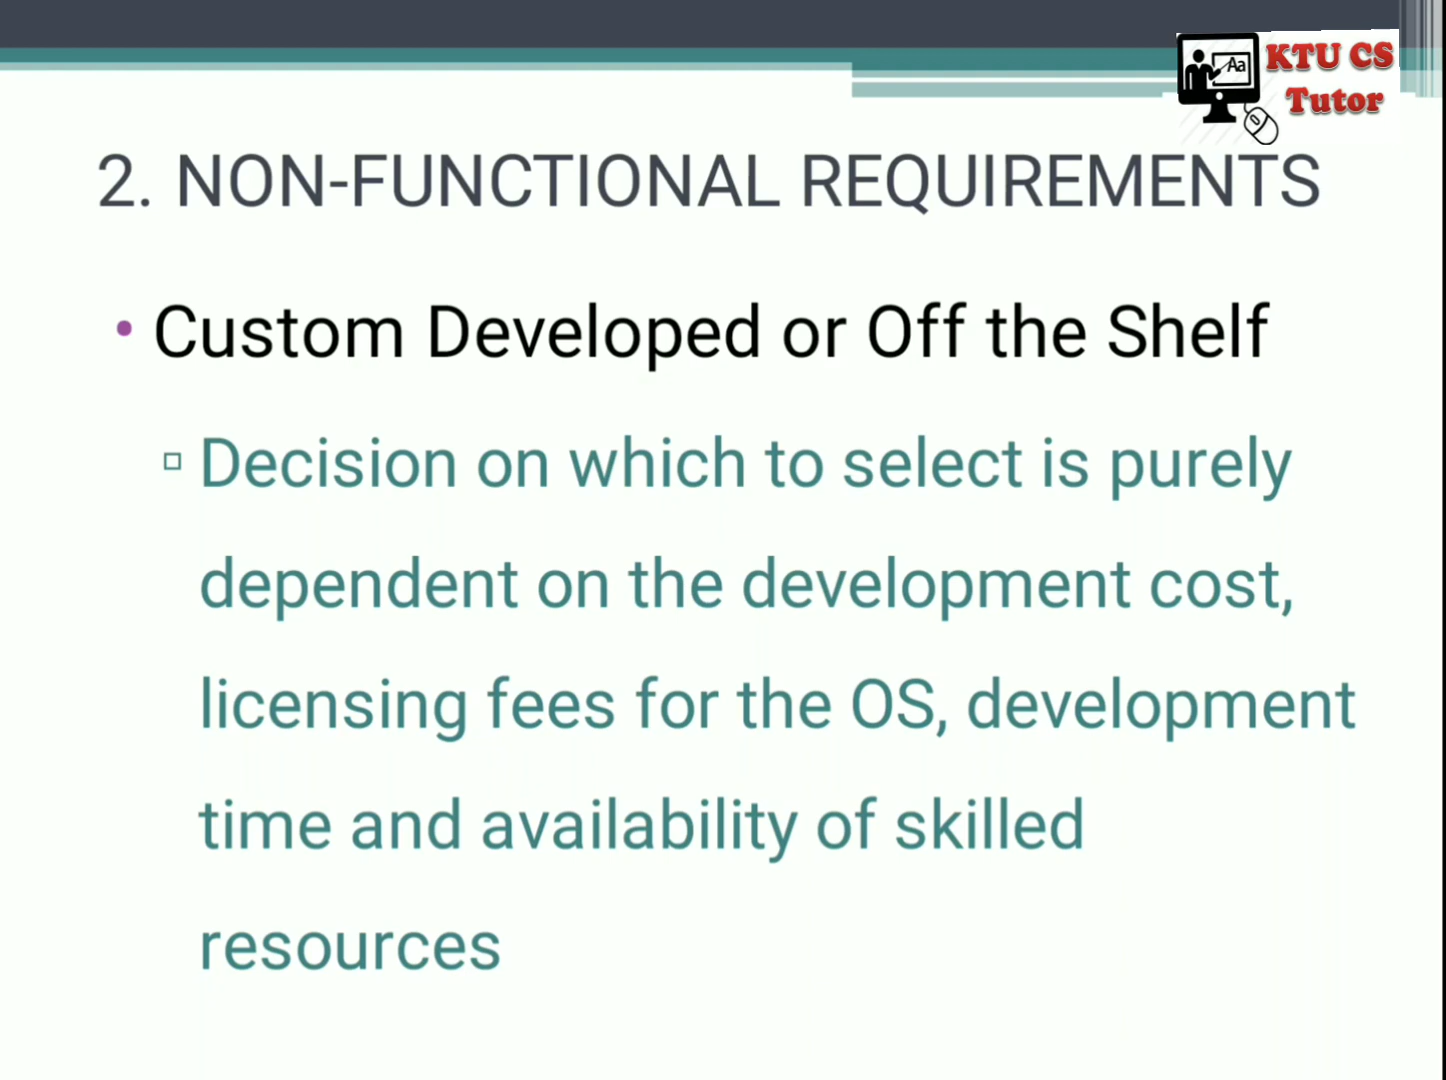 KTU CS
Aa
Tutor
2. NON-FUNCTIONAL REQUIREMENTS
• Custom Developed or Off the Shelf
▫ Decision on which to select is purely
dependent on the development cost,
licensing fees for the OS, development
time and availability of skilled
resources